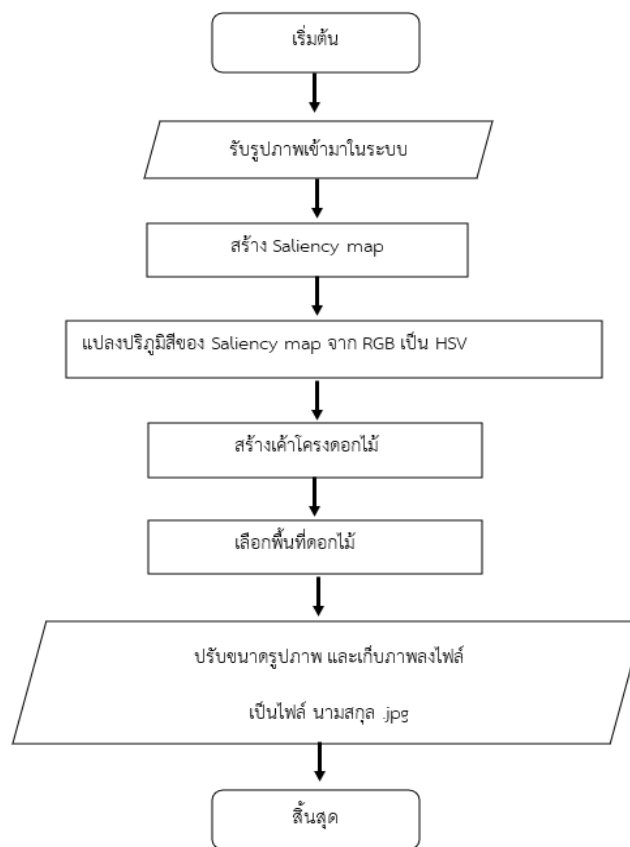 เริ่มต้น
รับรูปภาพเข้ามาในระบบ
สร้าง Saliency map
แปลงปริภูมิสีของ Saliency map จาก RGB เป็น HSV
สร้างเค้าโครงดอกไม้
เลือกพื้นที่ดอกไม้
ปรับขนาดรูปภาพ และเก็บภาพลงไฟล์
เป็นไฟล์ นามสกุล .jpg
สิ้นสุด